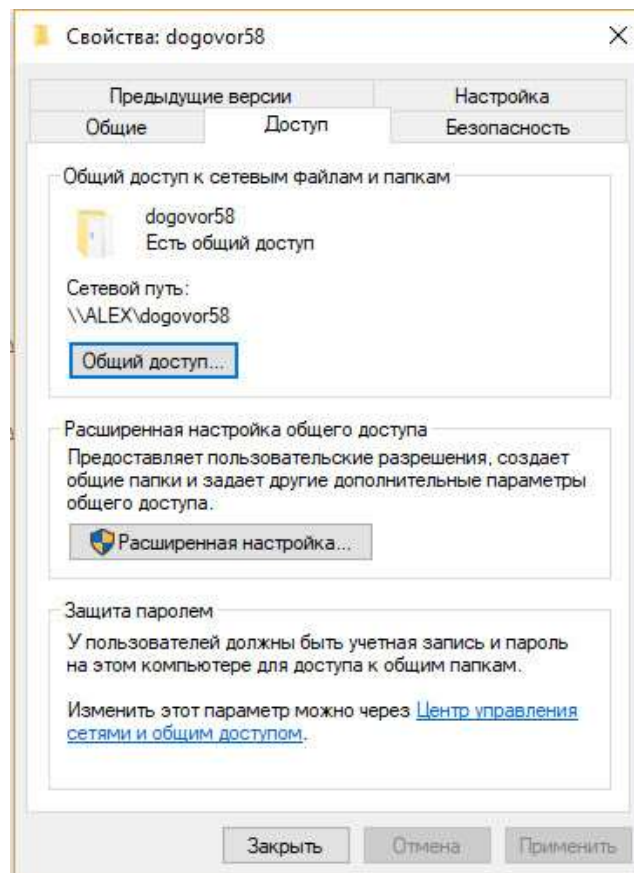 Свойства: dogovor58
Предыдущие версии
Настройка
Общие
Доступ
Безопасность
Общий доступ к сетевым файлам и папкам
dogovor58
Есть общий доступ
Сетевой путь:
\\ALEX\dogovor58
Общий доступ...
Расширенная настройка общего доступа
Предоставляет пользовательские разрешения, создает
общие папки и задает другие дополнительные параметры
общего доступа.
Расширенная настройка...
Защита паролем
У пользователей должны быть учетная запись и пароль
на этом компьютере для доступа к общим папкам.
Изменить этот параметр можно через Центр управления
сетями и общим доступом.
Закрыть
Отмена
Применить